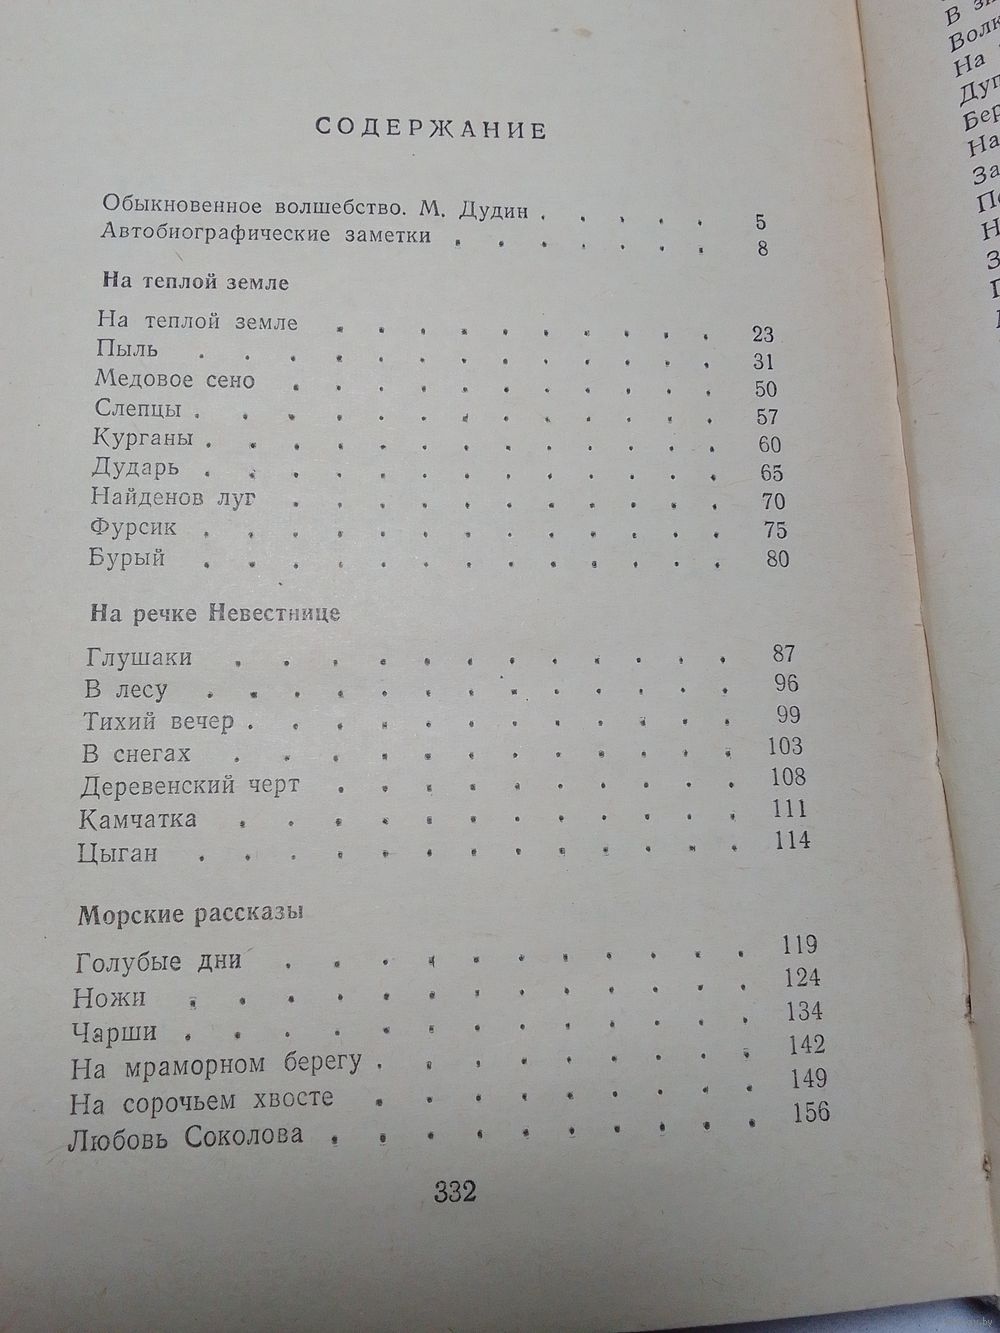 СОДЕРЖАНИЕ
Обыкновенное волшебство. М. Дудин . . . . . 5
Автобиографические заметки . . . . . . . 8
На теплой земле
На теплой земле . . . . . . . . . . 23
Пыль . . . . . . . . . . . . 31
Медовое сено . . . . . . . . . . . 50
Слепцы . . . . . . . . . . . . 57
Курганы . . . . . . . . . . . . 60
Дударь . . . . . . . . . . . . 65
Найденов луг . . . . . . . . . . . 70
Фурсик . . . . . . . . . . . . 75
Бурый . . . . . . . . . . . . 80
На речке Невестнице
Глушаки . . . . . . . . . . . . 87
В лесу . . . . . . . . . . . . 96
Тихий вечер . . . . . . . . . . . 99
В снегах . . . . . . . . . . . . 103
Деревенский черт . . . . . . . . . . 108
Камчатка . . . . . . . . . . . . 111
Цыган . . . . . . . . . . . . 114
Морские рассказы
Голубые дни . . . . . . . . . . . 119
Ножи . . . . . . . . . . . . 124
Чарши . . . . . . . . . . . . 134
На мраморном берегу . . . . . . . . . 142
На сорочьем хвосте . . . . . . . . . 149
Любовь Соколова . . . . . . . . . . 156
332
В
На
На